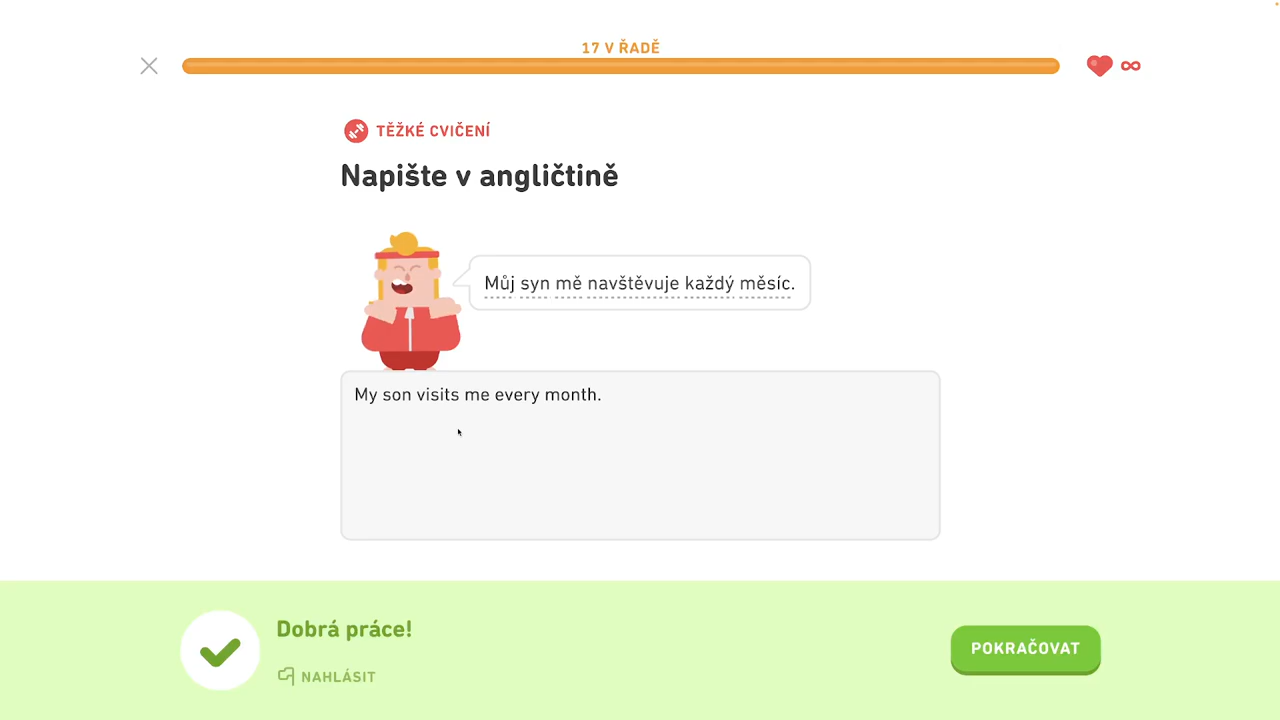 17 V ŘADĚ
TĚŽKÉ CVIČENÍ
Napište v angličtině
Můj syn mě navštěvuje každý měsíc.
My son visits me every month.
Dobrá práce!
NAHLÁSIT
POKRAČOVAT